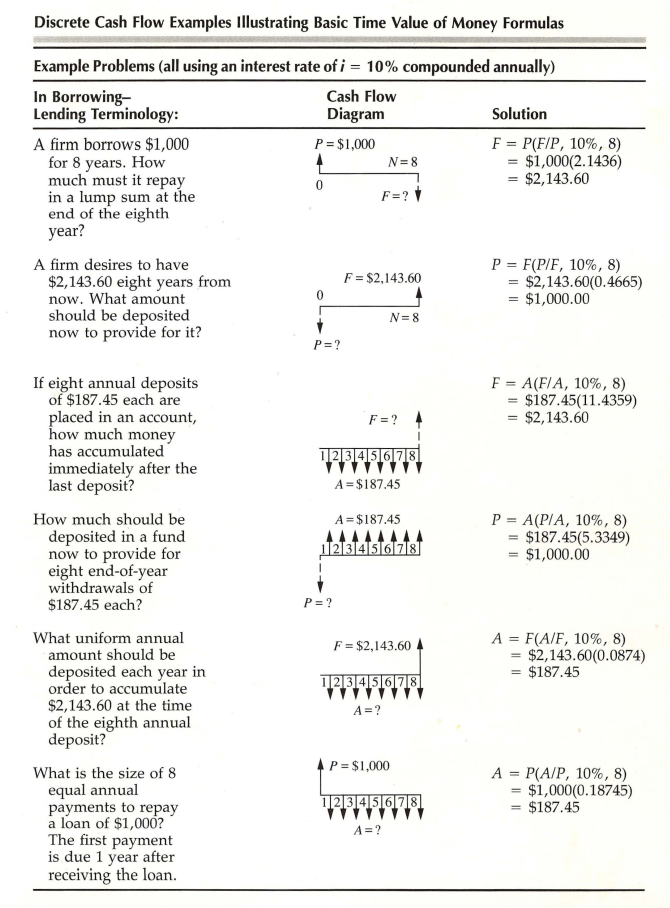 Discrete Cash Flow Examples Illustrating Basic Time Value of Money Formulas
Example Problems (all using an interest rate of i = 10% compounded annually)
In Borrowing–
Lending Terminology:
Cash Flow
Diagram
Solution
A firm borrows $1,000
for 8 years. How
much must it repay
in a lump sum at the
end of the eighth
year?
P = $1,000
N = 8
0
F = ?
F = P(F/P, 10%, 8)
= $1,000(2.1436)
= $2,143.60
A firm desires to have
$2,143.60 eight years from
now. What amount
should be deposited
now to provide for it?
F = $2,143.60
0
N = 8
P = ?
P = F(P/F, 10%, 8)
= $2,143.60(0.4665)
= $1,000.00
If eight annual deposits
of $187.45 each are
placed in an account,
how much money
has accumulated
immediately after the
last deposit?
F = ?
1 2 3 4 5 6 7 8
A = $187.45
F = A(F/A, 10%, 8)
= $187.45(11.4359)
= $2,143.60
How much should be
deposited in a fund
now to provide for
eight end-of-year
withdrawals of
$187.45 each?
A = $187.45
1 2 3 4 5 6 7 8
P = ?
P = A(P/A, 10%, 8)
= $187.45(5.3349)
= $1,000.00
What uniform annual
amount should be
deposited each year in
order to accumulate
$2,143.60 at the time
of the eighth annual
deposit?
F = $2,143.60
1 2 3 4 5 6 7 8
A = ?
A = F(A/F, 10%, 8)
= $2,143.60(0.0874)
= $187.45
What is the size of 8
equal annual
payments to repay
a loan of $1,000?
The first payment
is due 1 year after
receiving the loan.
P = $1,000
1 2 3 4 5 6 7 8
A = ?
A = P(A/P, 10%, 8)
= $1,000(0.18745)
= $187.45